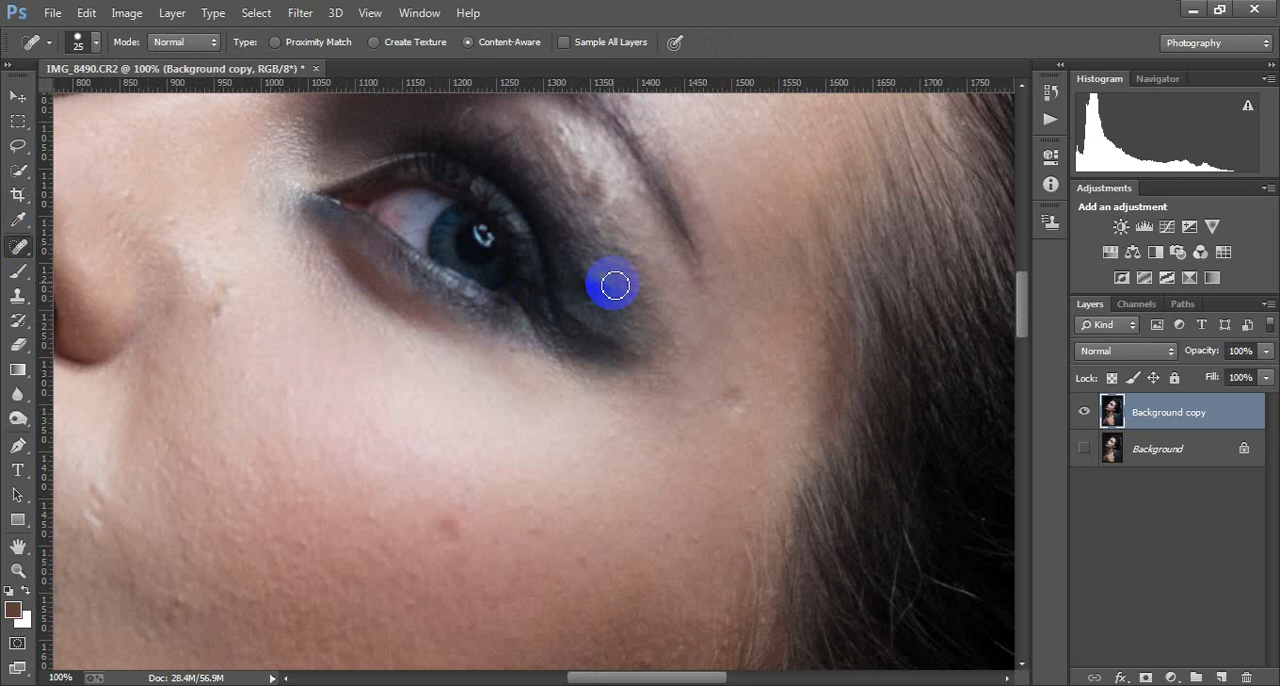 Ps File Edit Image Layer Type Select Filter 3D View Window Help
25 Mode: Normal Type: Proximity Match Create Texture Content-Aware Sample All Layers Photography
IMG_8490.CR2 @ 100% (Background copy, RGB/8*) * ×
800 850 900 950 1000 1050 1100 1150 1200 1250 1300 1350 1400 1450 1500 1550 1600 1650 1700 1750
Histogram Navigator
Adjustments
Add an adjustment
Layers Channels Paths
Kind
Normal Opacity: 100%
Lock: Fill: 100%
Background copy
Background
100% Doc: 28.4M/56.9M